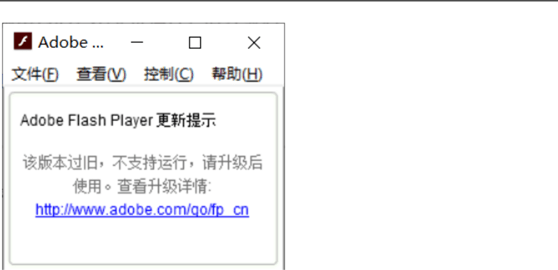 Adobe ...
文件(F) 查看(V) 控制(C) 帮助(H)
Adobe Flash Player 更新提示
该版本过旧，不支持运行，请升级后
使用。查看升级详情:
http://www.adobe.com/go/fp_cn